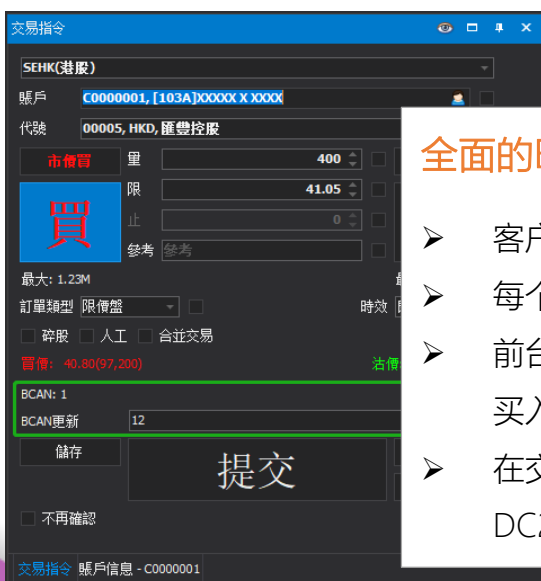 交易指令
SEHK(港股)
賬戶 C0000001, [103A]XXXXX X XXXX
代號 00005, HKD, 匯豐控股
市價買 量 400
買 限 41.05
止 0
參考 參考
最大: 1.23M
訂單類型 限價盤 時效
碎股 人工 合並交易
買價: 40.80(97,200) 沽價
BCAN: 1
BCAN更新 12
儲存 提交
不再確認
交易指令 賬戶信息 - C0000001
全面的
客户
每个
前台
买入
在交
DC